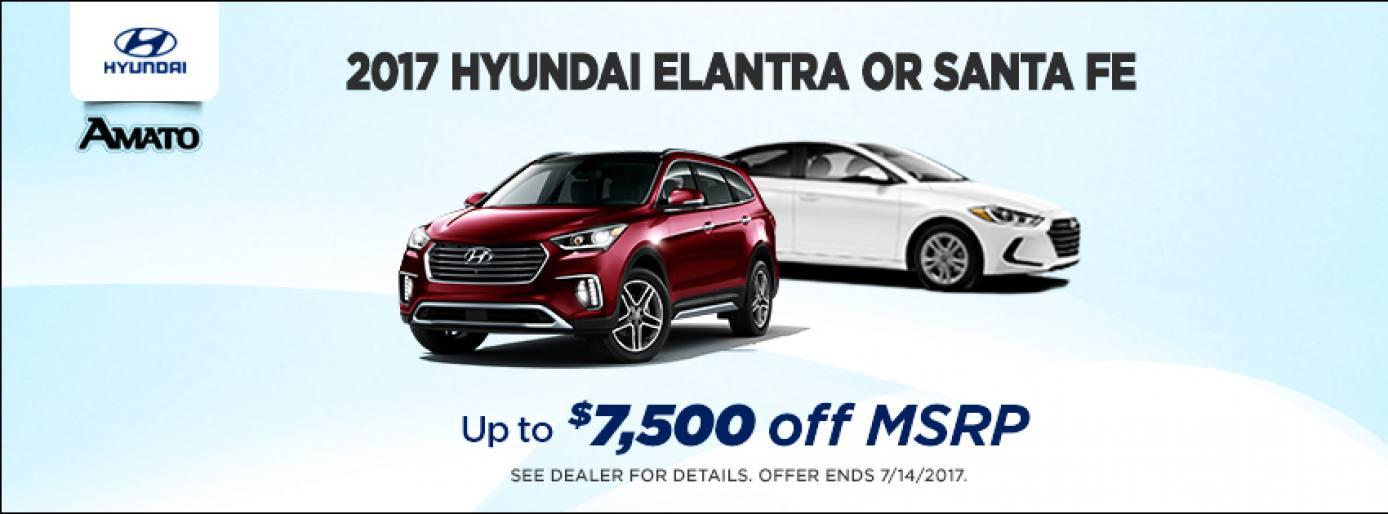 HYUNDAI
AMATO
2017 HYUNDAI ELANTRA OR SANTA FE
Up to $7,500 off MSRP
SEE DEALER FOR DETAILS. OFFER ENDS 7/14/2017.